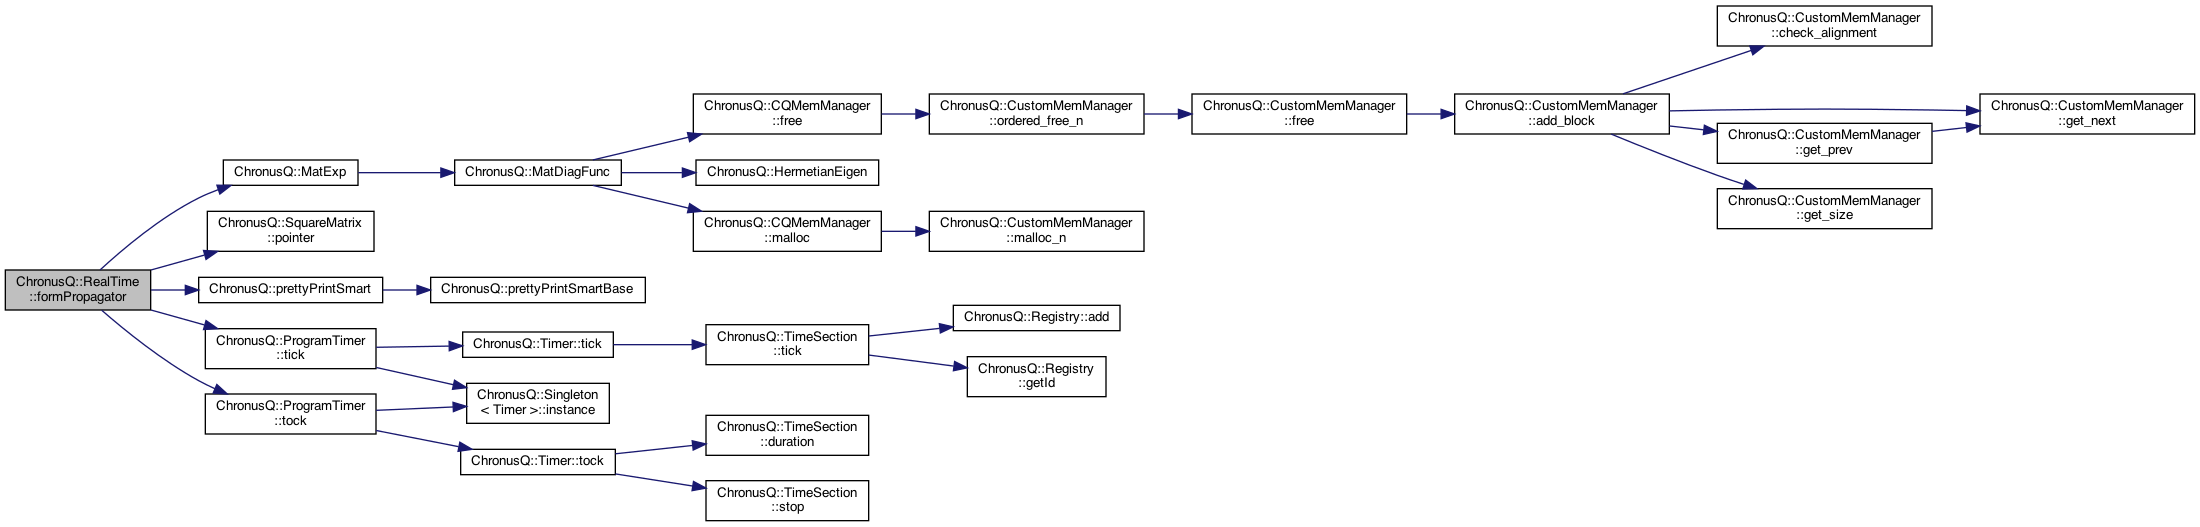 ChronusQ::RealTime
::formPropagator
ChronusQ::MatExp
ChronusQ::SquareMatrix
::pointer
ChronusQ::prettyPrintSmart
ChronusQ::ProgramTimer
::tick
ChronusQ::ProgramTimer
::tock
ChronusQ::MatDiagFunc
ChronusQ::prettyPrintSmartBase
ChronusQ::Timer::tick
ChronusQ::Singleton
< Timer >::instance
ChronusQ::Timer::tock
ChronusQ::CQMemManager
::free
ChronusQ::HermetianEigen
ChronusQ::CQMemManager
::malloc
ChronusQ::TimeSection
::tick
ChronusQ::TimeSection
::duration
ChronusQ::TimeSection
::stop
ChronusQ::CustomMemManager
::ordered_free_n
ChronusQ::CustomMemManager
::malloc_n
ChronusQ::Registry::add
ChronusQ::Registry
::getId
ChronusQ::CustomMemManager
::free
ChronusQ::CustomMemManager
::add_block
ChronusQ::CustomMemManager
::check_alignment
ChronusQ::CustomMemManager
::get_prev
ChronusQ::CustomMemManager
::get_size
ChronusQ::CustomMemManager
::get_next